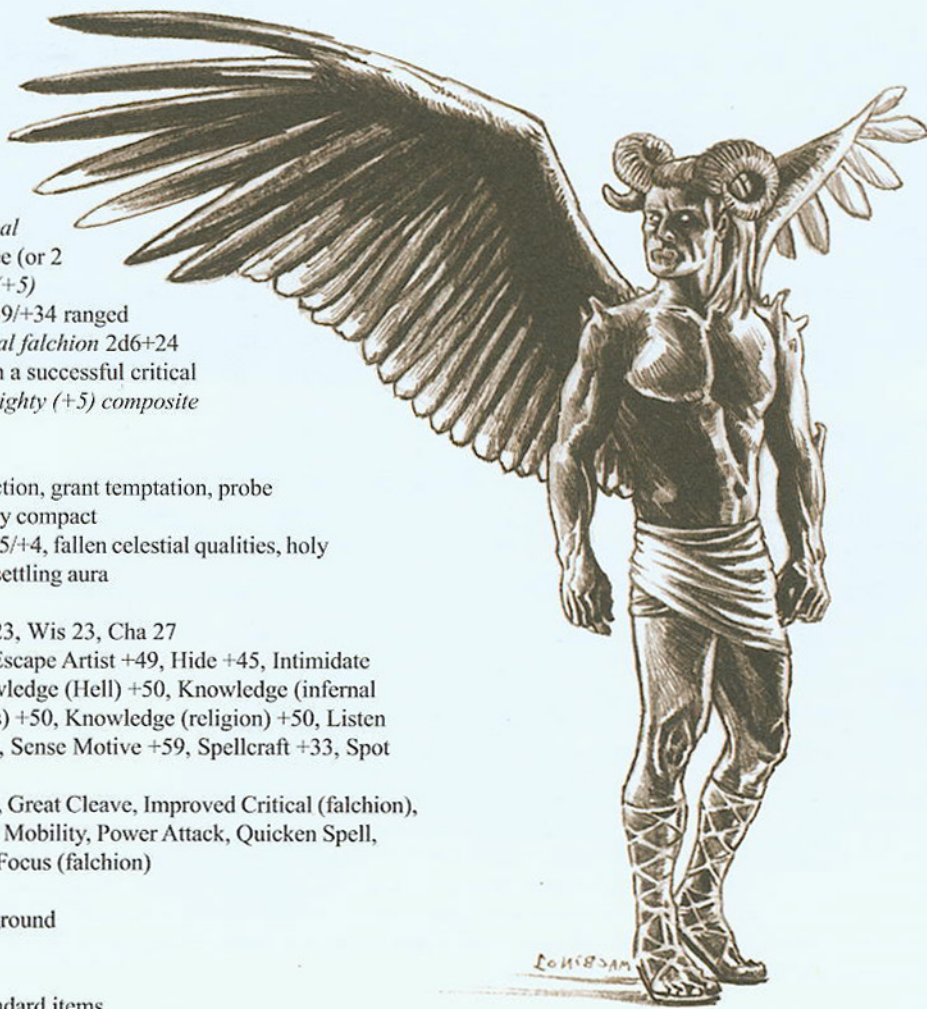 al
e (or 2
+5)
9/+34 ranged
al falchion 2d6+24
n a successful critical
ighty (+5) composite
ction, grant temptation, probe
y compact
5/+4, fallen celestial qualities, holy
settling aura
23, Wis 23, Cha 27
Escape Artist +49, Hide +45, Intimidate
wledge (Hell) +50, Knowledge (infernal
s) +50, Knowledge (religion) +50, Listen
, Sense Motive +59, Spellcraft +33, Spot
, Great Cleave, Improved Critical (falchion),
Mobility, Power Attack, Quicken Spell,
Focus (falchion)
round
ndard items